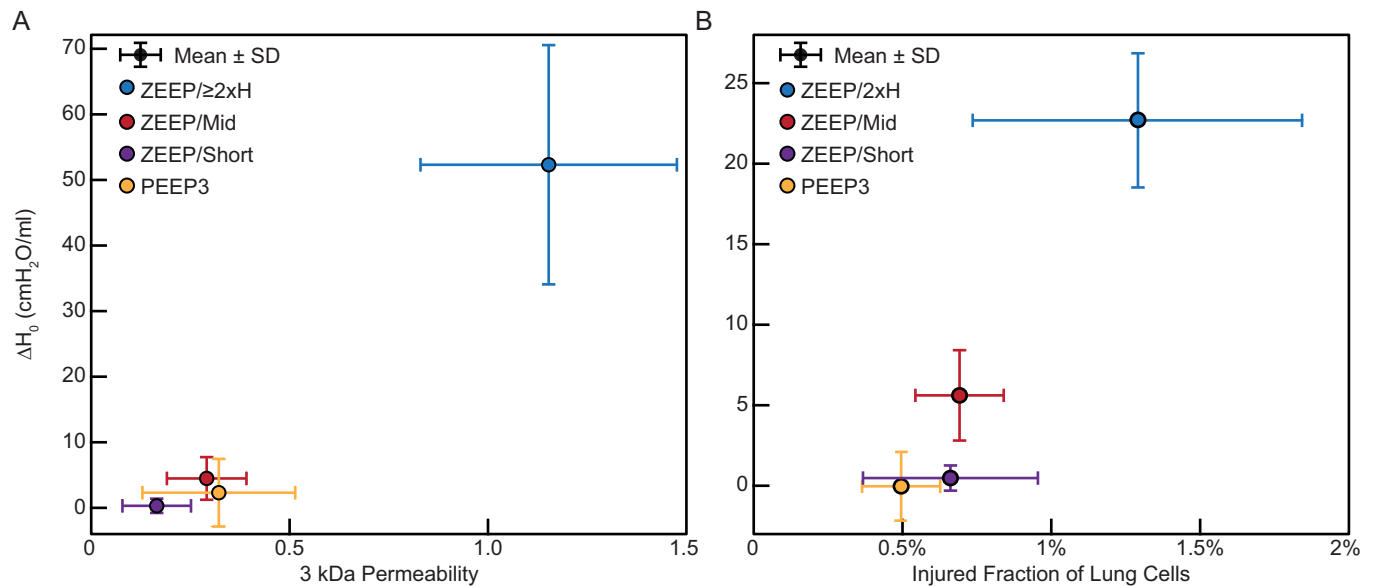 A
Mean ± SD
ZEEP/≥2xH
ZEEP/Mid
ZEEP/Short
PEEP3
70
60
50
40
30
20
10
0
ΔH₀ (cmH₂O/ml)
0
0.5
1.0
1.5
3 kDa Permeability
B
Mean ± SD
ZEEP/2xH
ZEEP/Mid
ZEEP/Short
PEEP3
25
20
15
10
5
0
0
0.5%
1%
1.5%
2%
Injured Fraction of Lung Cells